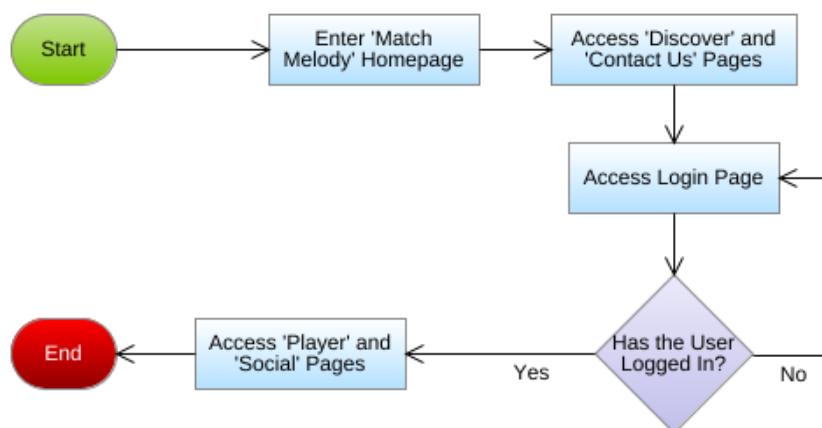 Start
Enter 'Match
Melody' Homepage
Access 'Discover' and
'Contact Us' Pages
Access Login Page
Has the User
Logged In?
Yes
No
Access 'Player' and
'Social' Pages
End